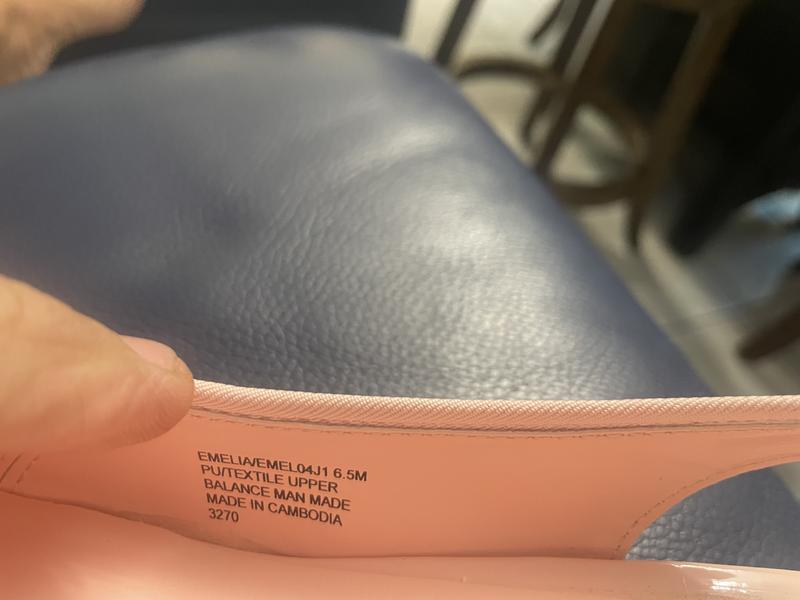 EMELIA/EMEL04J1 6.5M
PU/TEXTILE UPPER
BALANCE MAN MADE
MADE IN CAMBODIA
3270